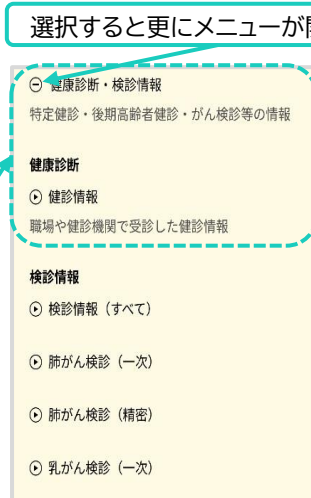 選択すると更にメニューが
健康診断・検診情報
特定健診・後期高齢者健診・がん検診等の情報
健康診断
健診情報
職場や健診機関で受診した健診情報
検診情報
検診情報（すべて）
肺がん検診（一次）
肺がん検診（精密）
乳がん検診（一次）